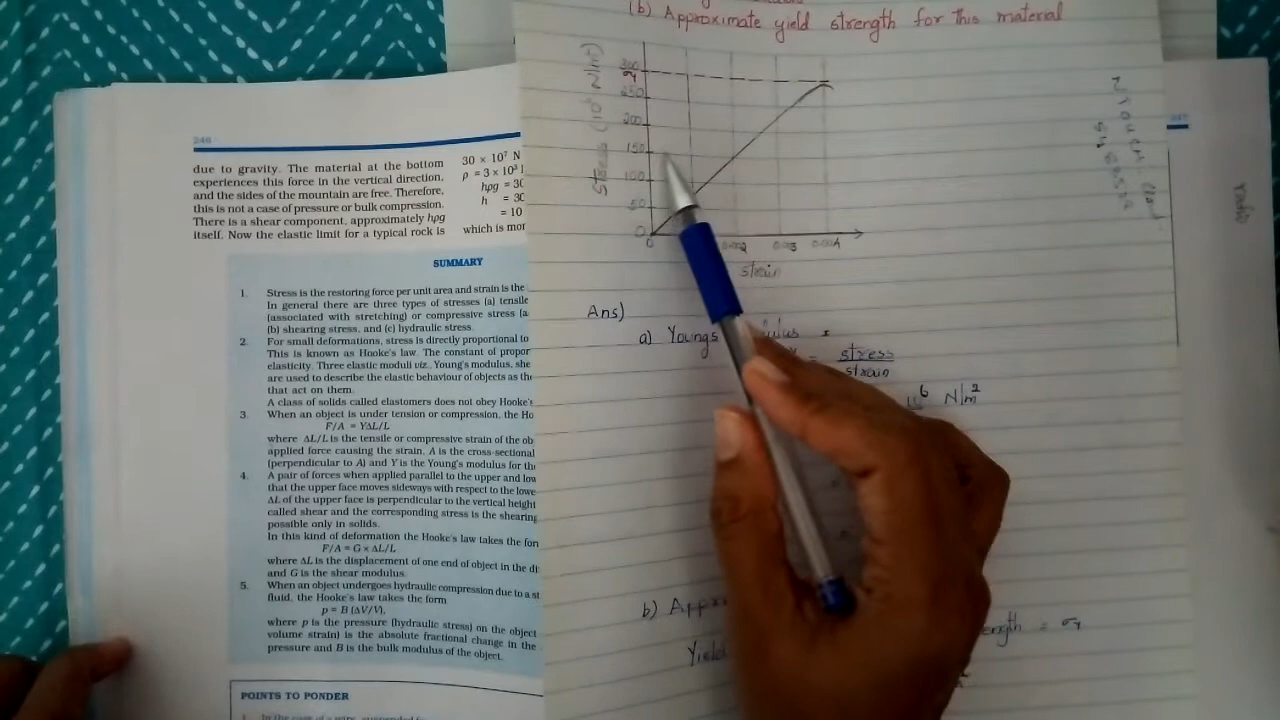 246
due to gravity. The material at the bottom
experiences this force in the vertical direction,
and the sides of the mountain are free. Therefore,
this is not a case of pressure or bulk compression.
There is a shear component, approximately hρg
itself. Now the elastic limit for a typical rock is
30 × 10⁷ N
ρ = 3 × 10³
hρg = 30
h = 30
= 10
which is mor
SUMMARY
1. Stress is the restoring force per unit area and strain is the
In general there are three types of stresses (a) tensile
(associated with stretching) or compressive stress (a
(b) shearing stress, and (c) hydraulic stress.
2. For small deformations, stress is directly proportional to
This is known as Hooke's law. The constant of propor
elasticity. Three elastic moduli viz., Young's modulus, she
are used to describe the elastic behaviour of objects as the
that act on them.
A class of solids called elastomers does not obey Hooke's
3. When an object is under tension or compression, the Ho
F/A = YΔL/L
where ΔL/L is the tensile or compressive strain of the ob
applied force causing the strain, A is the cross-sectional
(perpendicular to A) and Y is the Young's modulus for the
4. A pair of forces when applied parallel to the upper and low
that the upper face moves sideways with respect to the lowe
ΔL of the upper face is perpendicular to the vertical height
called shear and the corresponding stress is the shearing
possible only in solids.
In this kind of deformation the Hooke's law takes the for
F/A = G × ΔL/L
where ΔL is the displacement of one end of object in the di
and G is the shear modulus.
5. When an object undergoes hydraulic compression due to a st
fluid, the Hooke's law takes the form
p = B (ΔV/V),
where p is the pressure (hydraulic stress) on the object
volume strain) is the absolute fractional change in the
pressure and B is the bulk modulus of the object.
POINTS TO PONDER
(b) Approximate yield strength for this material
300
σy
250
200
150
100
50
0
0.002 0.003 0.004
strain
Ans)
a) Youngs
= stress
strain
N/m²
b) Appr
Yield
ength = σy